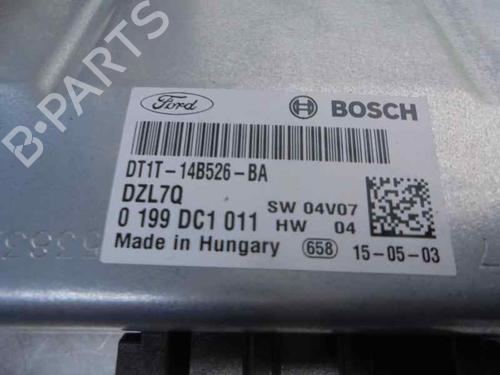 B-PARTS
Ford
BOSCH
DT1T-14B526-BA
DZL7Q
SW 04V07
0 199 DC1 011
HW 04
Made in Hungary
658 15-05-03